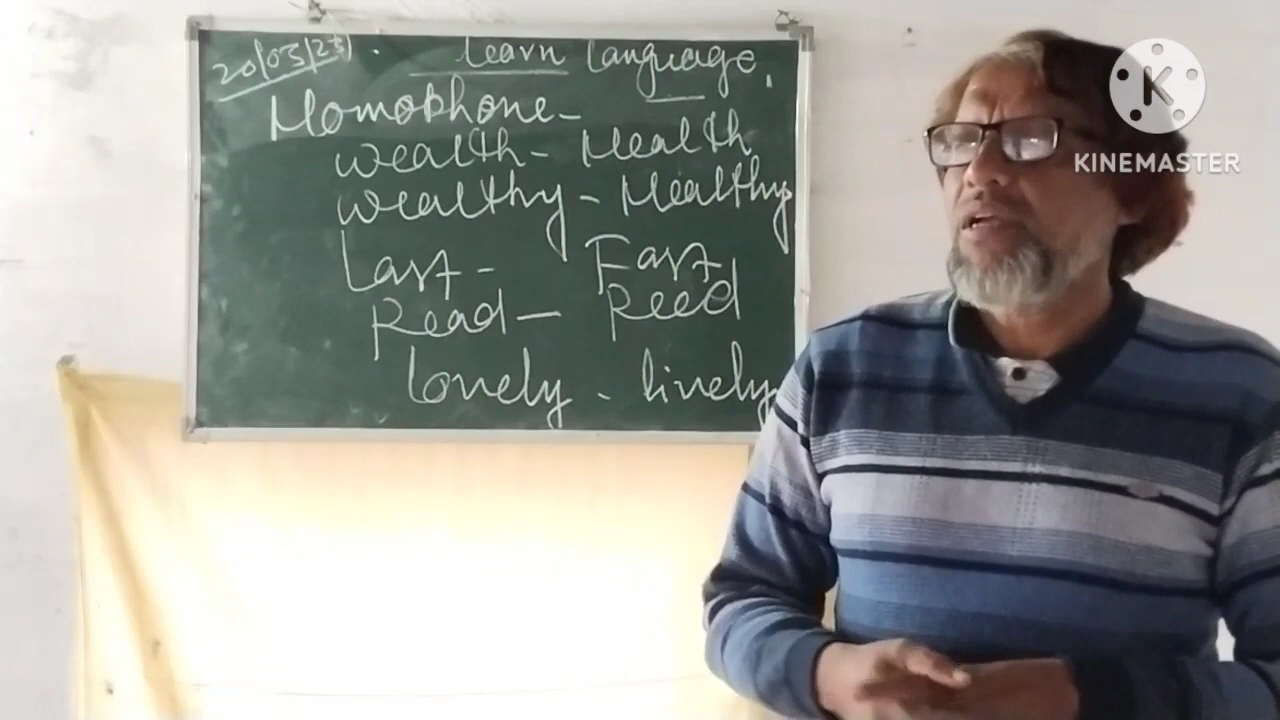 20/03/23. Learn language.
Homophone-
wealth- Health
wealthy - Healthy
Last - Fast
Read - Reed
lonely - lively
K
KINEMASTER